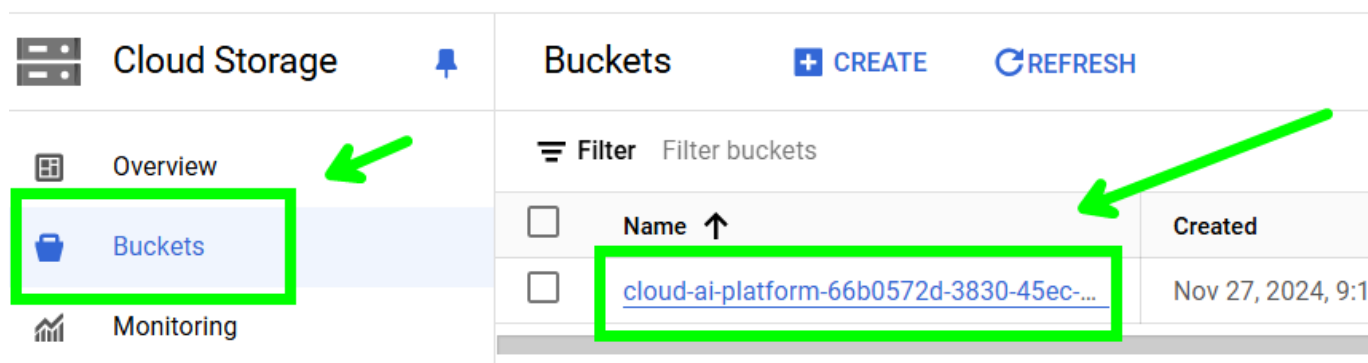 Cloud Storage
Buckets
CREATE
REFRESH
Overview
Buckets
Monitoring
Filter Filter buckets
Name Created
cloud-ai-platform-66b0572d-3830-45ec-... Nov 27, 2024, 9:1